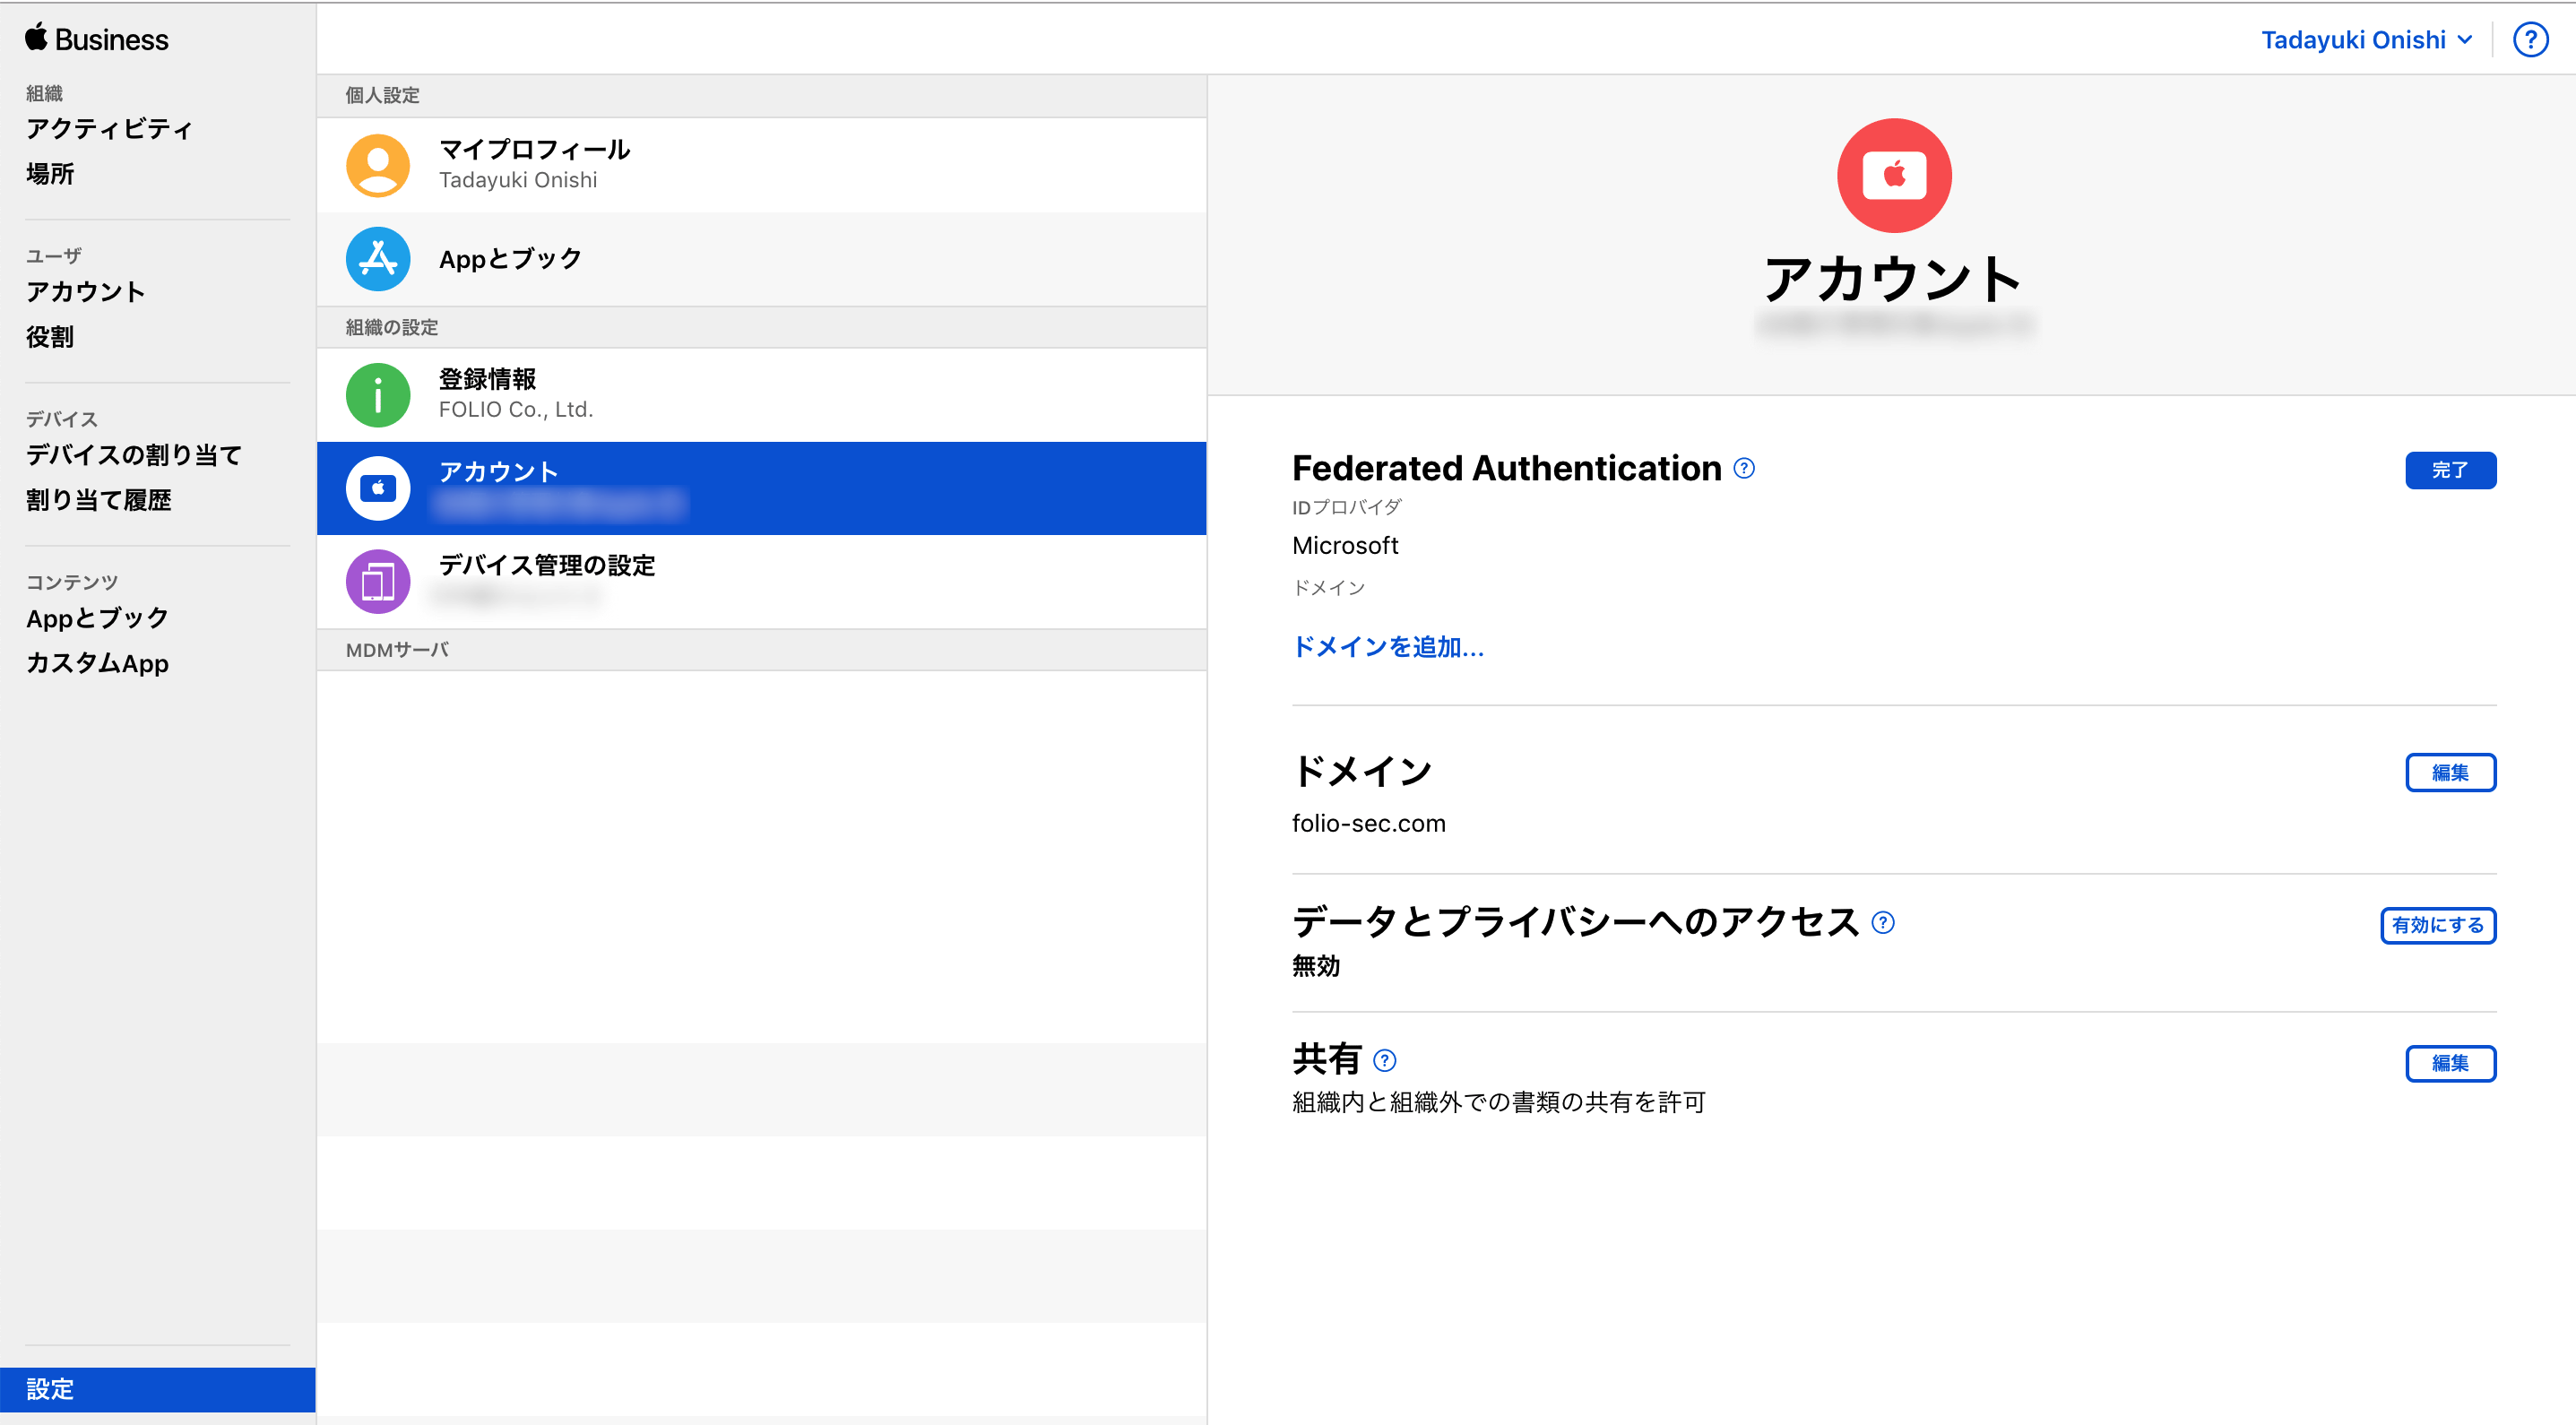 Business
組織
アクティビティ
場所
ユーザ
アカウント
役割
デバイス
デバイスの割り当て
割り当て履歴
コンテンツ
Appとブック
カスタムApp
設定
Tadayuki Onishi
?
個人設定
マイプロフィール
Tadayuki Onishi
Appとブック
組織の設定
登録情報
FOLIO Co., Ltd.
アカウント
デバイス管理の設定
MDMサーバ
アカウント
Federated Authentication ?
完了
IDプロバイダ
Microsoft
ドメイン
ドメインを追加...
ドメイン
編集
folio-sec.com
データとプライバシーへのアクセス ?
有効にする
無効
共有 ?
編集
組織内と組織外での書類の共有を許可